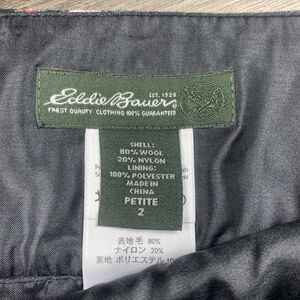 EST. 1920
Eddie Bauer
FINEST QUALITY CLOTHING 100% GUARANTEED
SHELL:
80% WOOL
20% NYLON
LINING:
100% POLYESTER
MADE IN
CHINA
PETITE
2
表地毛 80%
ナイロン 20%
裏地 ポリエステル